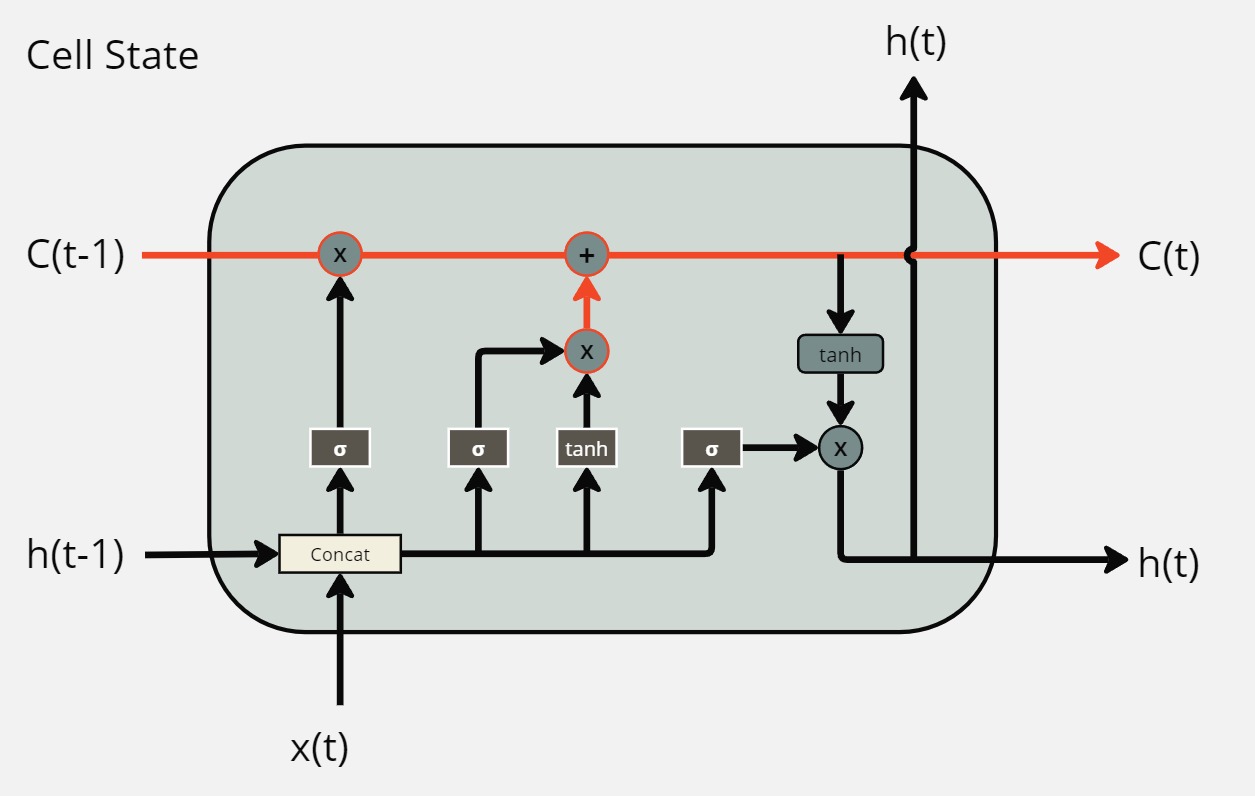 Cell State
h(t)
C(t-1)
x
+
C(t)
x
tanh
σ
σ
tanh
σ
x
h(t-1)
Concat
h(t)
x(t)